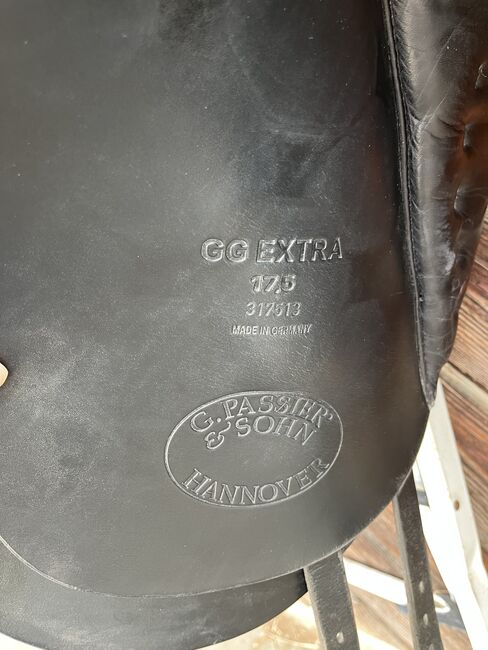 GG EXTRA
17,5
317513
MADE IN GERMANY
G. PASSIER
& SOHN
HANNOVER